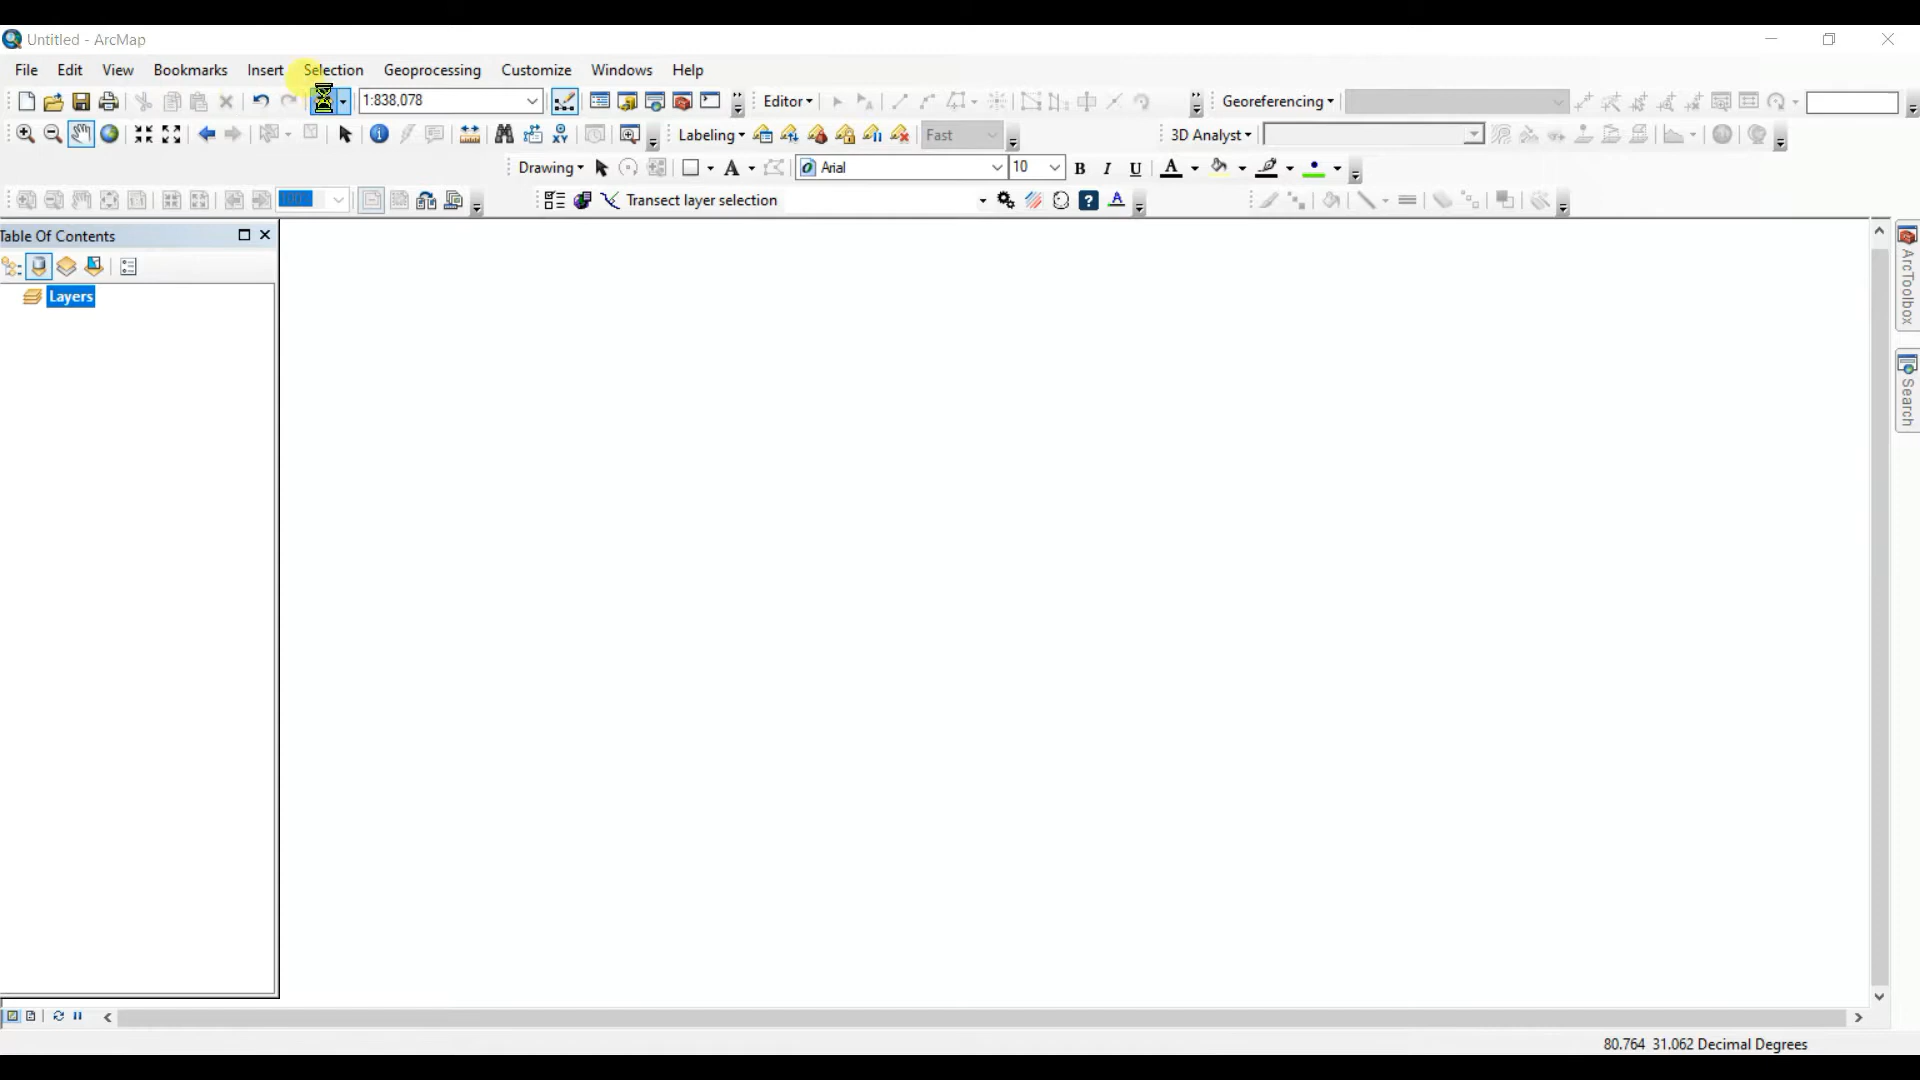 Untitled - ArcMap
File Edit View Bookmarks Insert Selection Geoprocessing Customize Windows Help
1:838,078 Editor Georeferencing
Labeling Fast 3D Analyst
Drawing A Arial 10 B I U A
Transect layer selection ? A
Table Of Contents
Layers
ArcToolbox
Search
80.764 31.062 Decimal Degrees